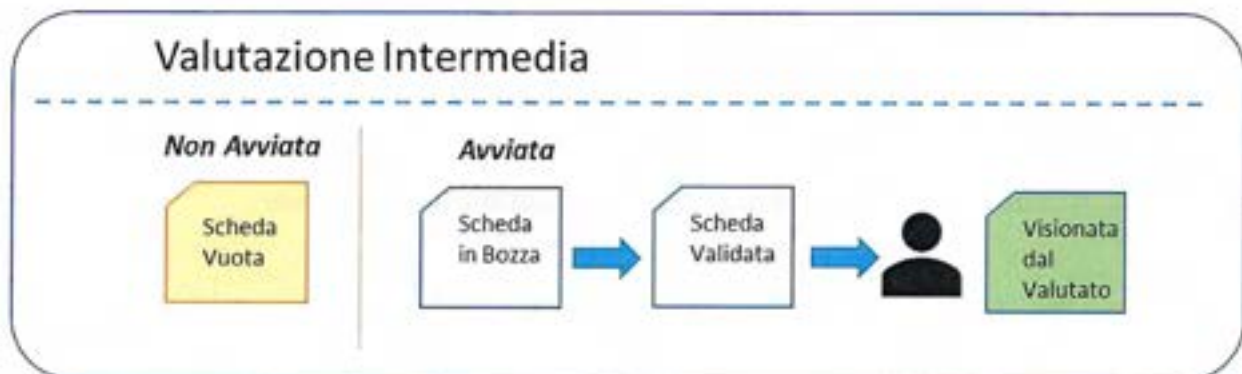 Valutazione Intermedia
Non Avviata
Avviata
Scheda
Vuota
Scheda
in Bozza
Scheda
Validata
Visionata
dal
Valutato